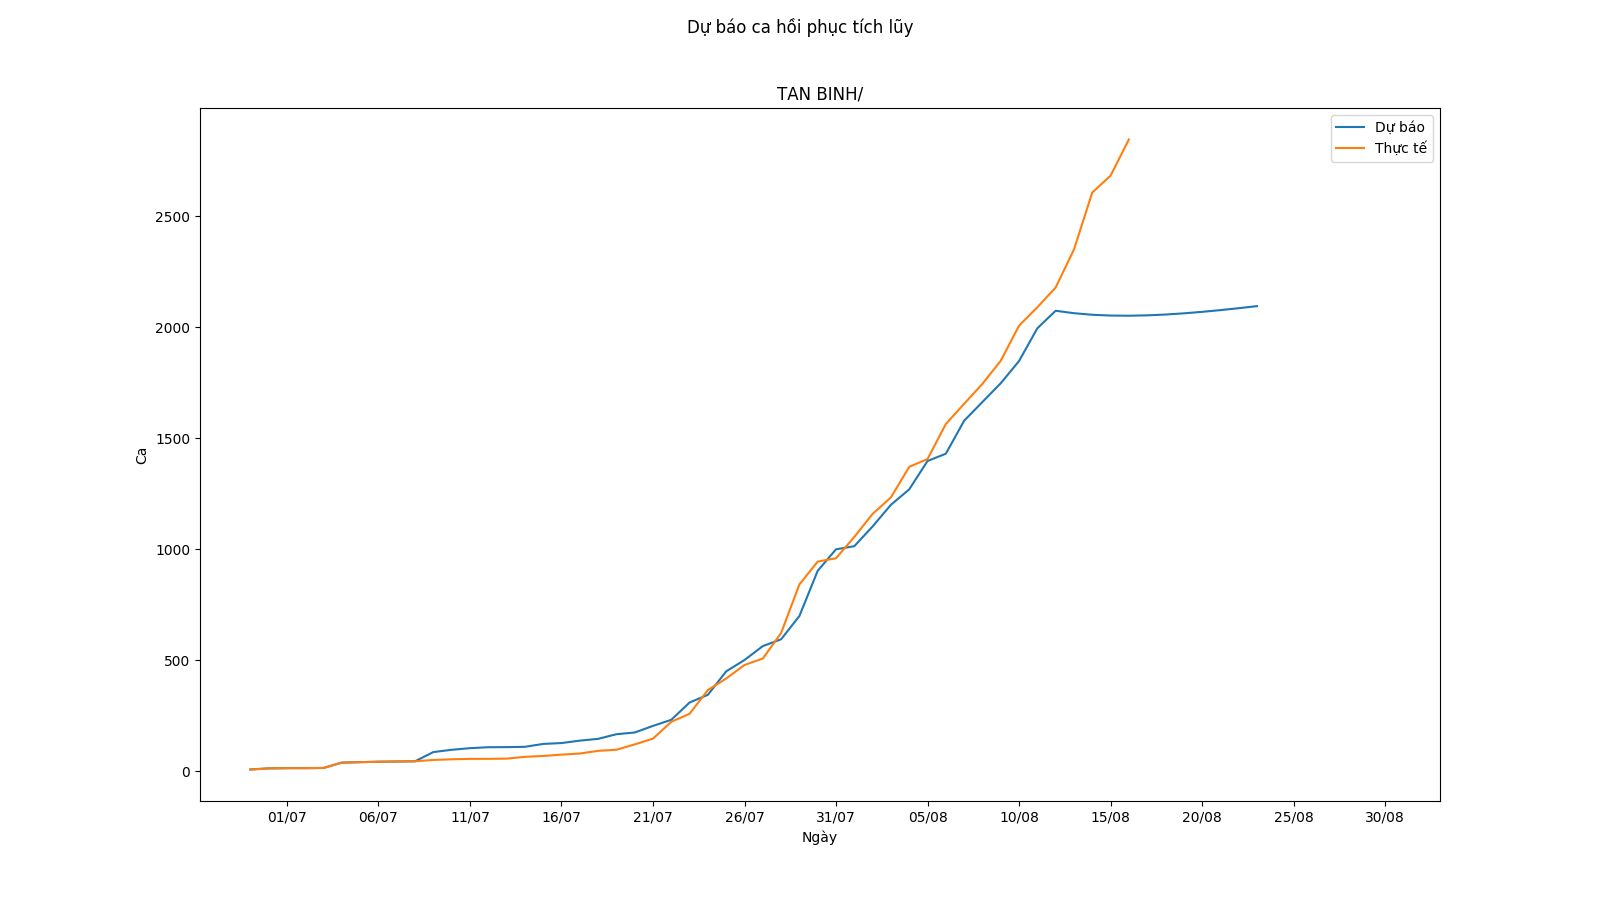 Dự báo ca hồi phục tích lũy
TAN BINH/
Dự báo
Thực tế
2500
2000
1500
1000
500
0
Ca
01/07 06/07 11/07 16/07 21/07 26/07 31/07 05/08 10/08 15/08 20/08 25/08 30/08
Ngày